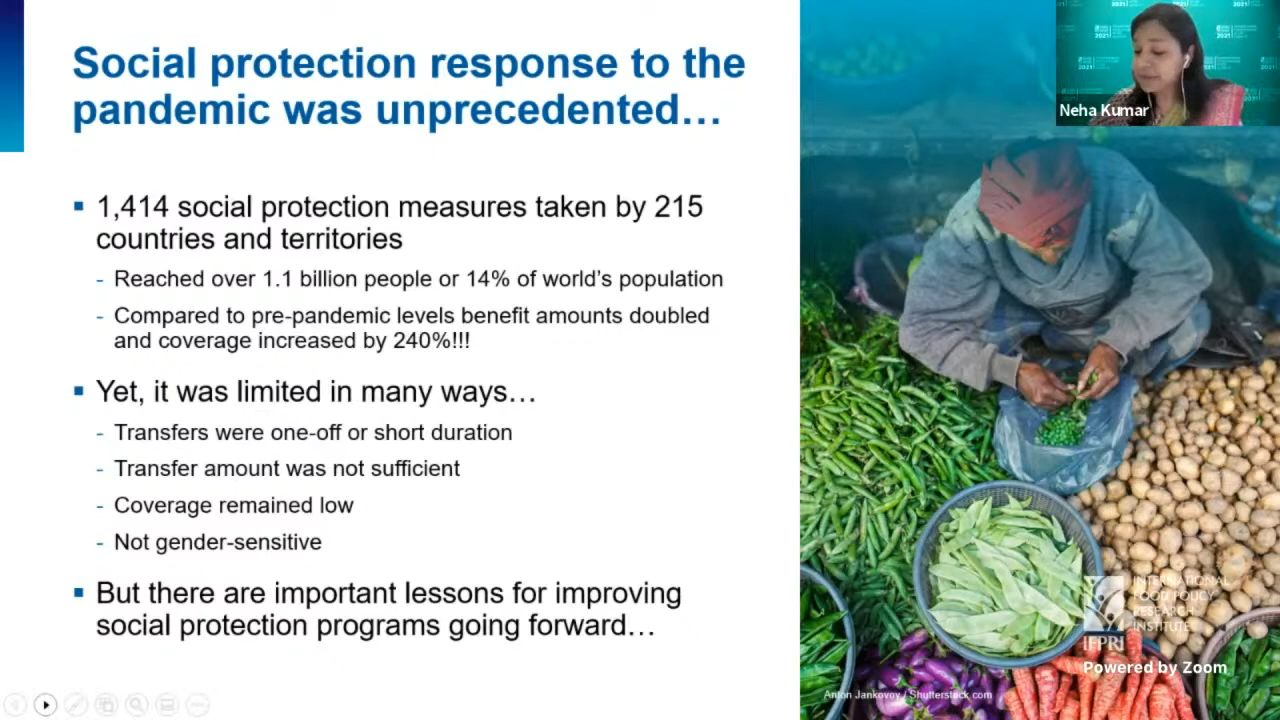 Social protection response to the
pandemic was unprecedented…
1,414 social protection measures taken by 215
countries and territories
- Reached over 1.1 billion people or 14% of world's population
- Compared to pre-pandemic levels benefit amounts doubled
and coverage increased by 240%!!!
Yet, it was limited in many ways…
- Transfers were one-off or short duration
- Transfer amount was not sufficient
- Coverage remained low
- Not gender-sensitive
But there are important lessons for improving
social protection programs going forward…
Neha Kumar
INTERNATIONAL
FOOD POLICY
RESEARCH
INSTITUTE
IFPRI
Powered by Zoom
Anton Jankovoy / Shutterstock.com